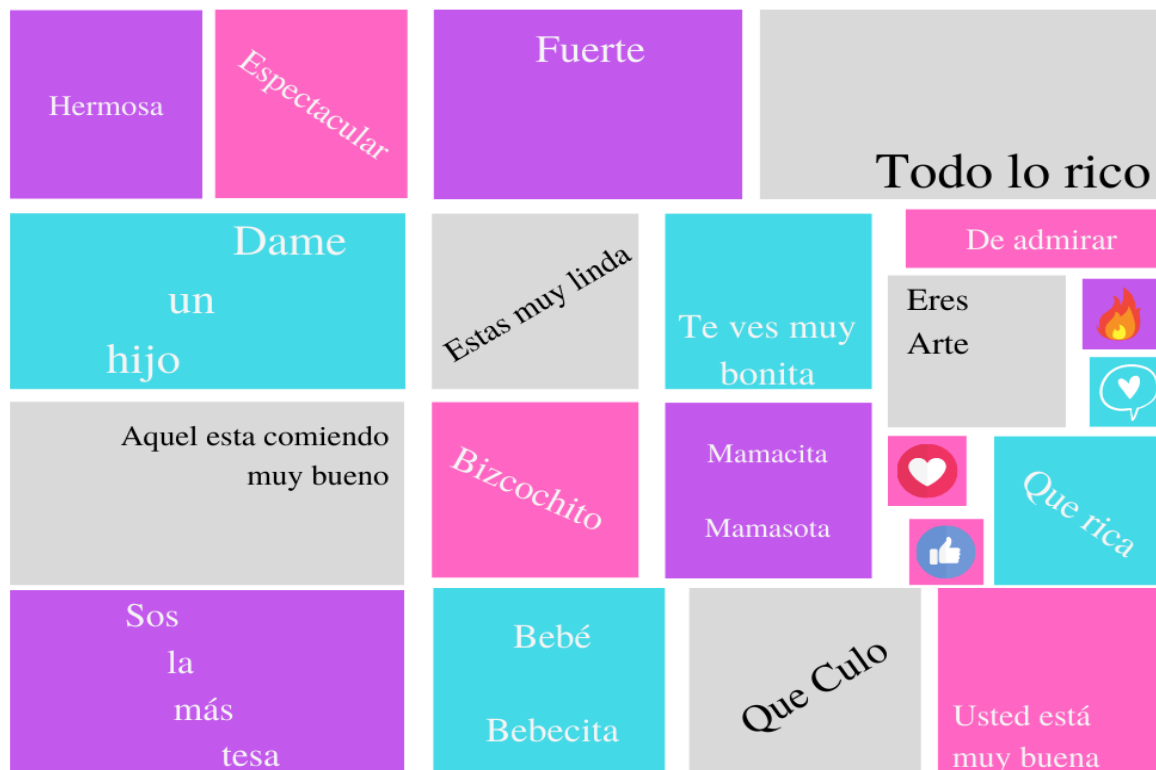 Hermosa
Espectacular
Fuerte
Todo lo rico
Dame
un
hijo
Estas muy linda
Te ves muy
bonita
De admirar
Eres
Arte
Aquel esta comiendo
muy bueno
Bizcochito
Mamacita
Mamasota
Que rica
Sos
la
más
tesa
Bebé
Bebecita
Que Culo
Usted está
muy buena